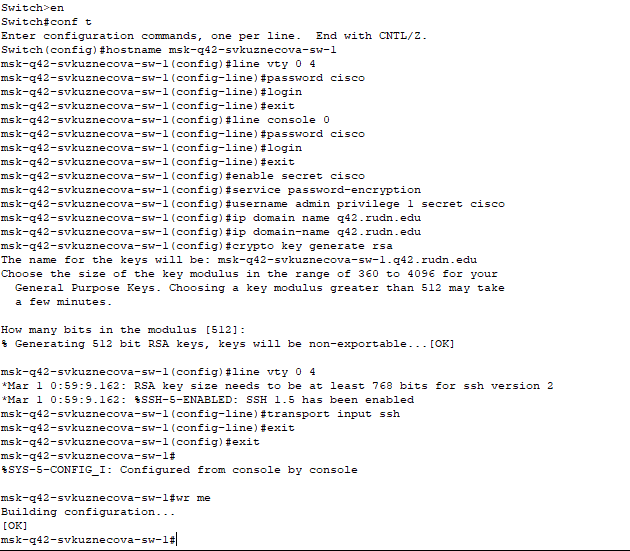 Switch>en
Switch#conf t
Enter configuration commands, one per line.  End with CNTL/Z.
Switch(config)#hostname msk-q42-svkuznecova-sw-1
msk-q42-svkuznecova-sw-1(config)#line vty 0 4
msk-q42-svkuznecova-sw-1(config-line)#password cisco
msk-q42-svkuznecova-sw-1(config-line)#login
msk-q42-svkuznecova-sw-1(config-line)#exit
msk-q42-svkuznecova-sw-1(config)#line console 0
msk-q42-svkuznecova-sw-1(config-line)#password cisco
msk-q42-svkuznecova-sw-1(config-line)#login
msk-q42-svkuznecova-sw-1(config-line)#exit
msk-q42-svkuznecova-sw-1(config)#enable secret cisco
msk-q42-svkuznecova-sw-1(config)#service password-encryption
msk-q42-svkuznecova-sw-1(config)#username admin privilege 1 secret cisco
msk-q42-svkuznecova-sw-1(config)#ip domain name q42.rudn.edu
msk-q42-svkuznecova-sw-1(config)#ip domain-name q42.rudn.edu
msk-q42-svkuznecova-sw-1(config)#crypto key generate rsa
The name for the keys will be: msk-q42-svkuznecova-sw-1.q42.rudn.edu
Choose the size of the key modulus in the range of 360 to 4096 for your
  General Purpose Keys. Choosing a key modulus greater than 512 may take
  a few minutes.
How many bits in the modulus [512]:
% Generating 512 bit RSA keys, keys will be non-exportable...[OK]
msk-q42-svkuznecova-sw-1(config)#line vty 0 4
*Mar 1 0:59:9.162: RSA key size needs to be at least 768 bits for ssh version 2
*Mar 1 0:59:9.162: %SSH-5-ENABLED: SSH 1.5 has been enabled
msk-q42-svkuznecova-sw-1(config-line)#transport input ssh
msk-q42-svkuznecova-sw-1(config-line)#exit
msk-q42-svkuznecova-sw-1(config)#exit
msk-q42-svkuznecova-sw-1#
%SYS-5-CONFIG_I: Configured from console by console
msk-q42-svkuznecova-sw-1#wr me
Building configuration...
[OK]
msk-q42-svkuznecova-sw-1#